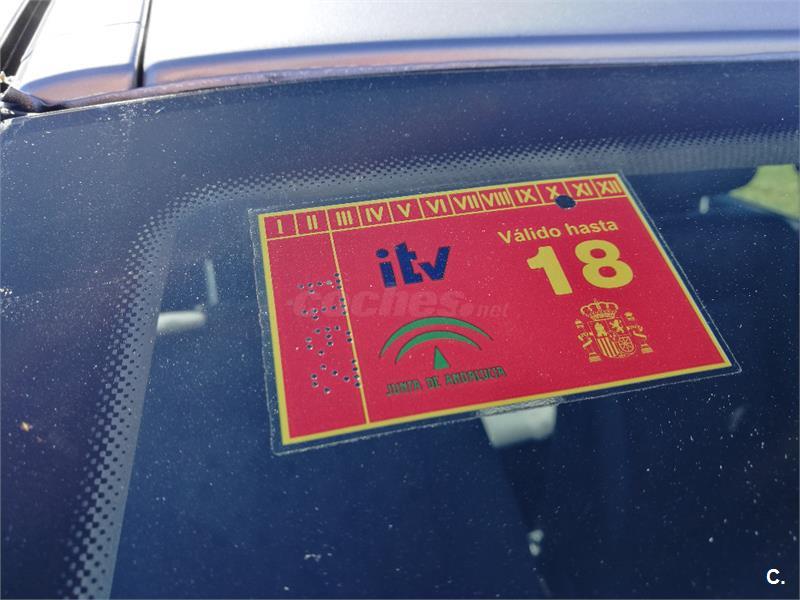 I II III IV V VI VII VIII IX X XI XII
itv
Válido hasta
18
coches.net
JUNTA DE ANDALUCIA
C.